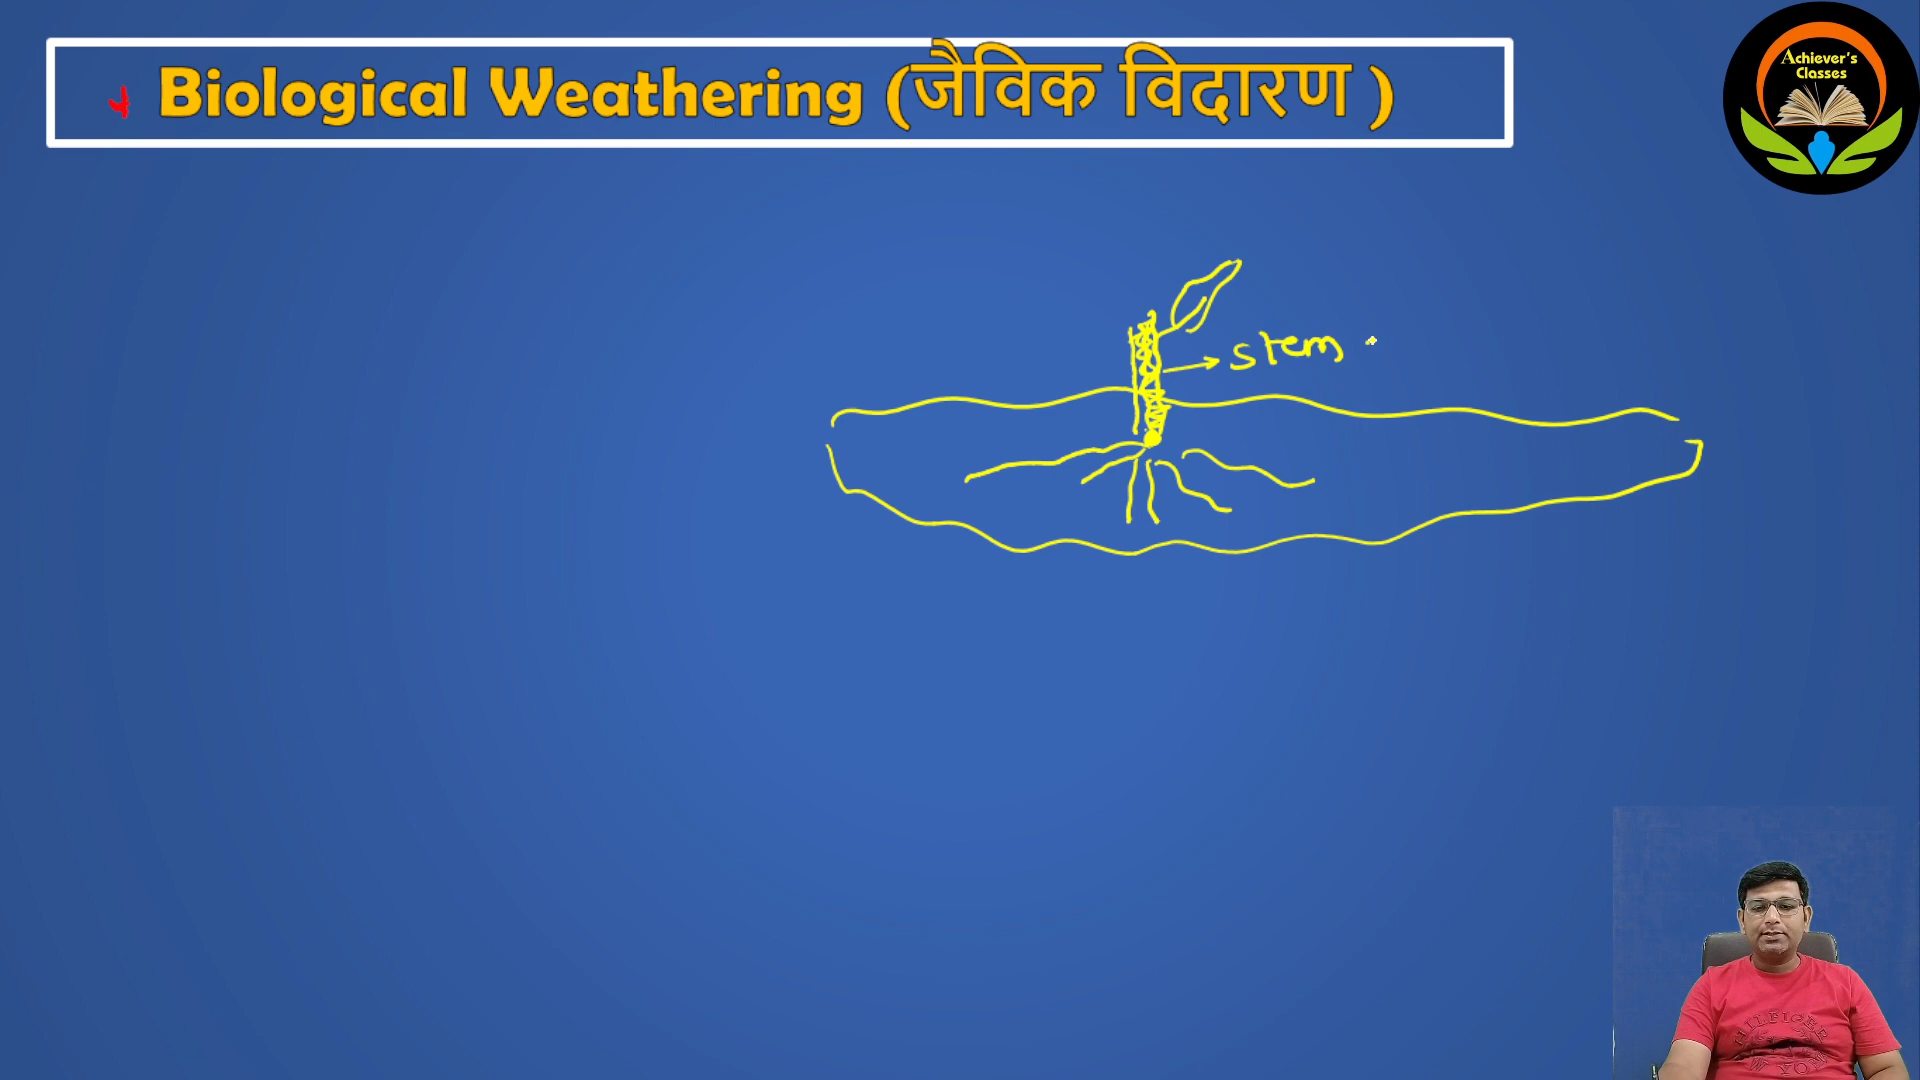 Biological Weathering (जैविक विदारण )
Achiever's
Classes
stem